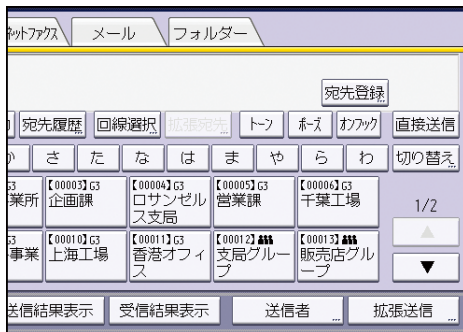 ネットファクス メール フォルダー
宛先登録
宛先履歴 回線選択 拡張宛先 トーン ポーズ オンフック 直接送信
か さ た な は ま や ら わ 切り替え
G3 【00003】G3 【00004】G3 【00005】G3 【00006】G3
業所 企画課 ロサンゼル 営業課 千葉工場 1/2
ス支局
G3 【00010】G3 【00011】G3 【00012】 【00013】
事業 上海工場 香港オフィ 支局グルー 販売店グル
ス プ ープ
送信結果表示 受信結果表示 送信者 拡張送信